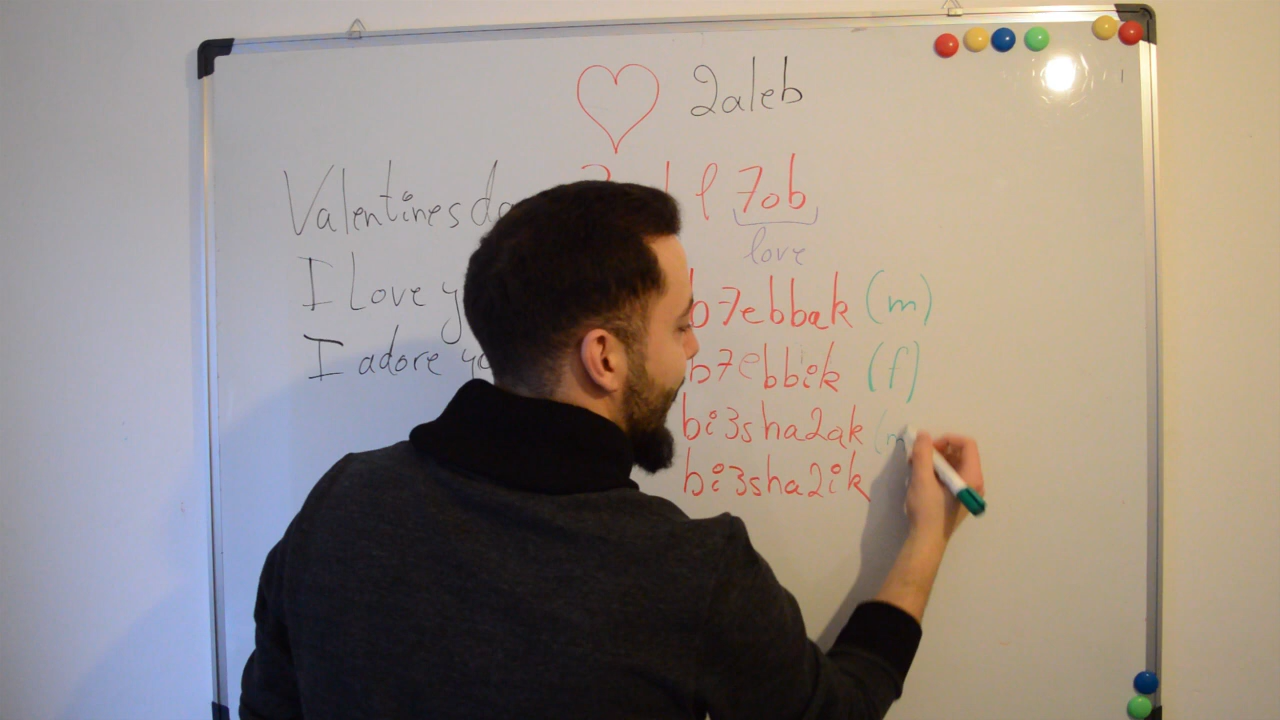 2aleb
Valentines l 7ob
love
I Love b7ebbak (m)
I adore b7ebbik (f)
bi3sha2ak (m
bi3sha2ik